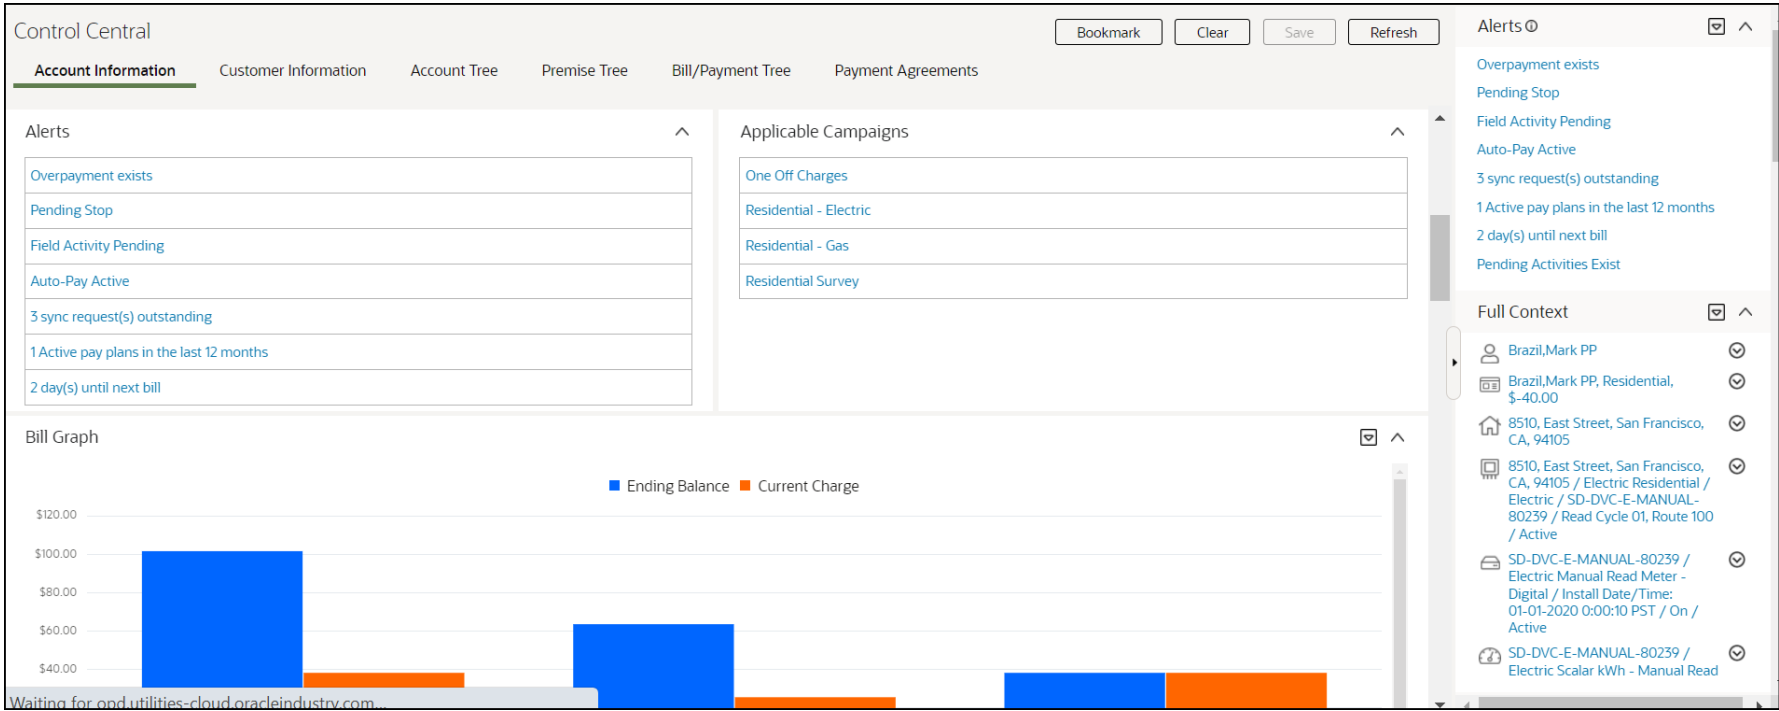 Control Central
Bookmark
Clear
Save
Refresh
Account Information
Customer Information
Account Tree
Premise Tree
Bill/Payment Tree
Payment Agreements
Alerts
Overpayment exists
Pending Stop
Field Activity Pending
Auto-Pay Active
3 sync request(s) outstanding
1 Active pay plans in the last 12 months
2 day(s) until next bill
Applicable Campaigns
One Off Charges
Residential - Electric
Residential - Gas
Residential Survey
Bill Graph
Ending Balance
Current Charge
$120.00
$100.00
$80.00
$60.00
$40.00
Waiting for opd.utilities-cloud.oracleindustry.com...
Alerts
Overpayment exists
Pending Stop
Field Activity Pending
Auto-Pay Active
3 sync request(s) outstanding
1 Active pay plans in the last 12 months
2 day(s) until next bill
Pending Activities Exist
Full Context
Brazil,Mark PP
Brazil,Mark PP, Residential,
$-40.00
8510, East Street, San Francisco,
CA, 94105
8510, East Street, San Francisco,
CA, 94105 / Electric Residential /
Electric / SD-DVC-E-MANUAL-
80239 / Read Cycle 01, Route 100
/ Active
SD-DVC-E-MANUAL-80239 /
Electric Manual Read Meter -
Digital / Install Date/Time:
01-01-2020 0:00:10 PST / On /
Active
SD-DVC-E-MANUAL-80239 /
Electric Scalar kWh - Manual Read